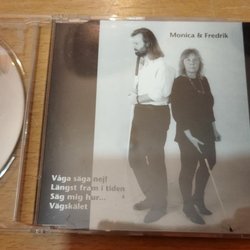 Monica & Fredrik
Våga säga nej!
Längst fram i tiden
Säg mig hur...
Vägskälet